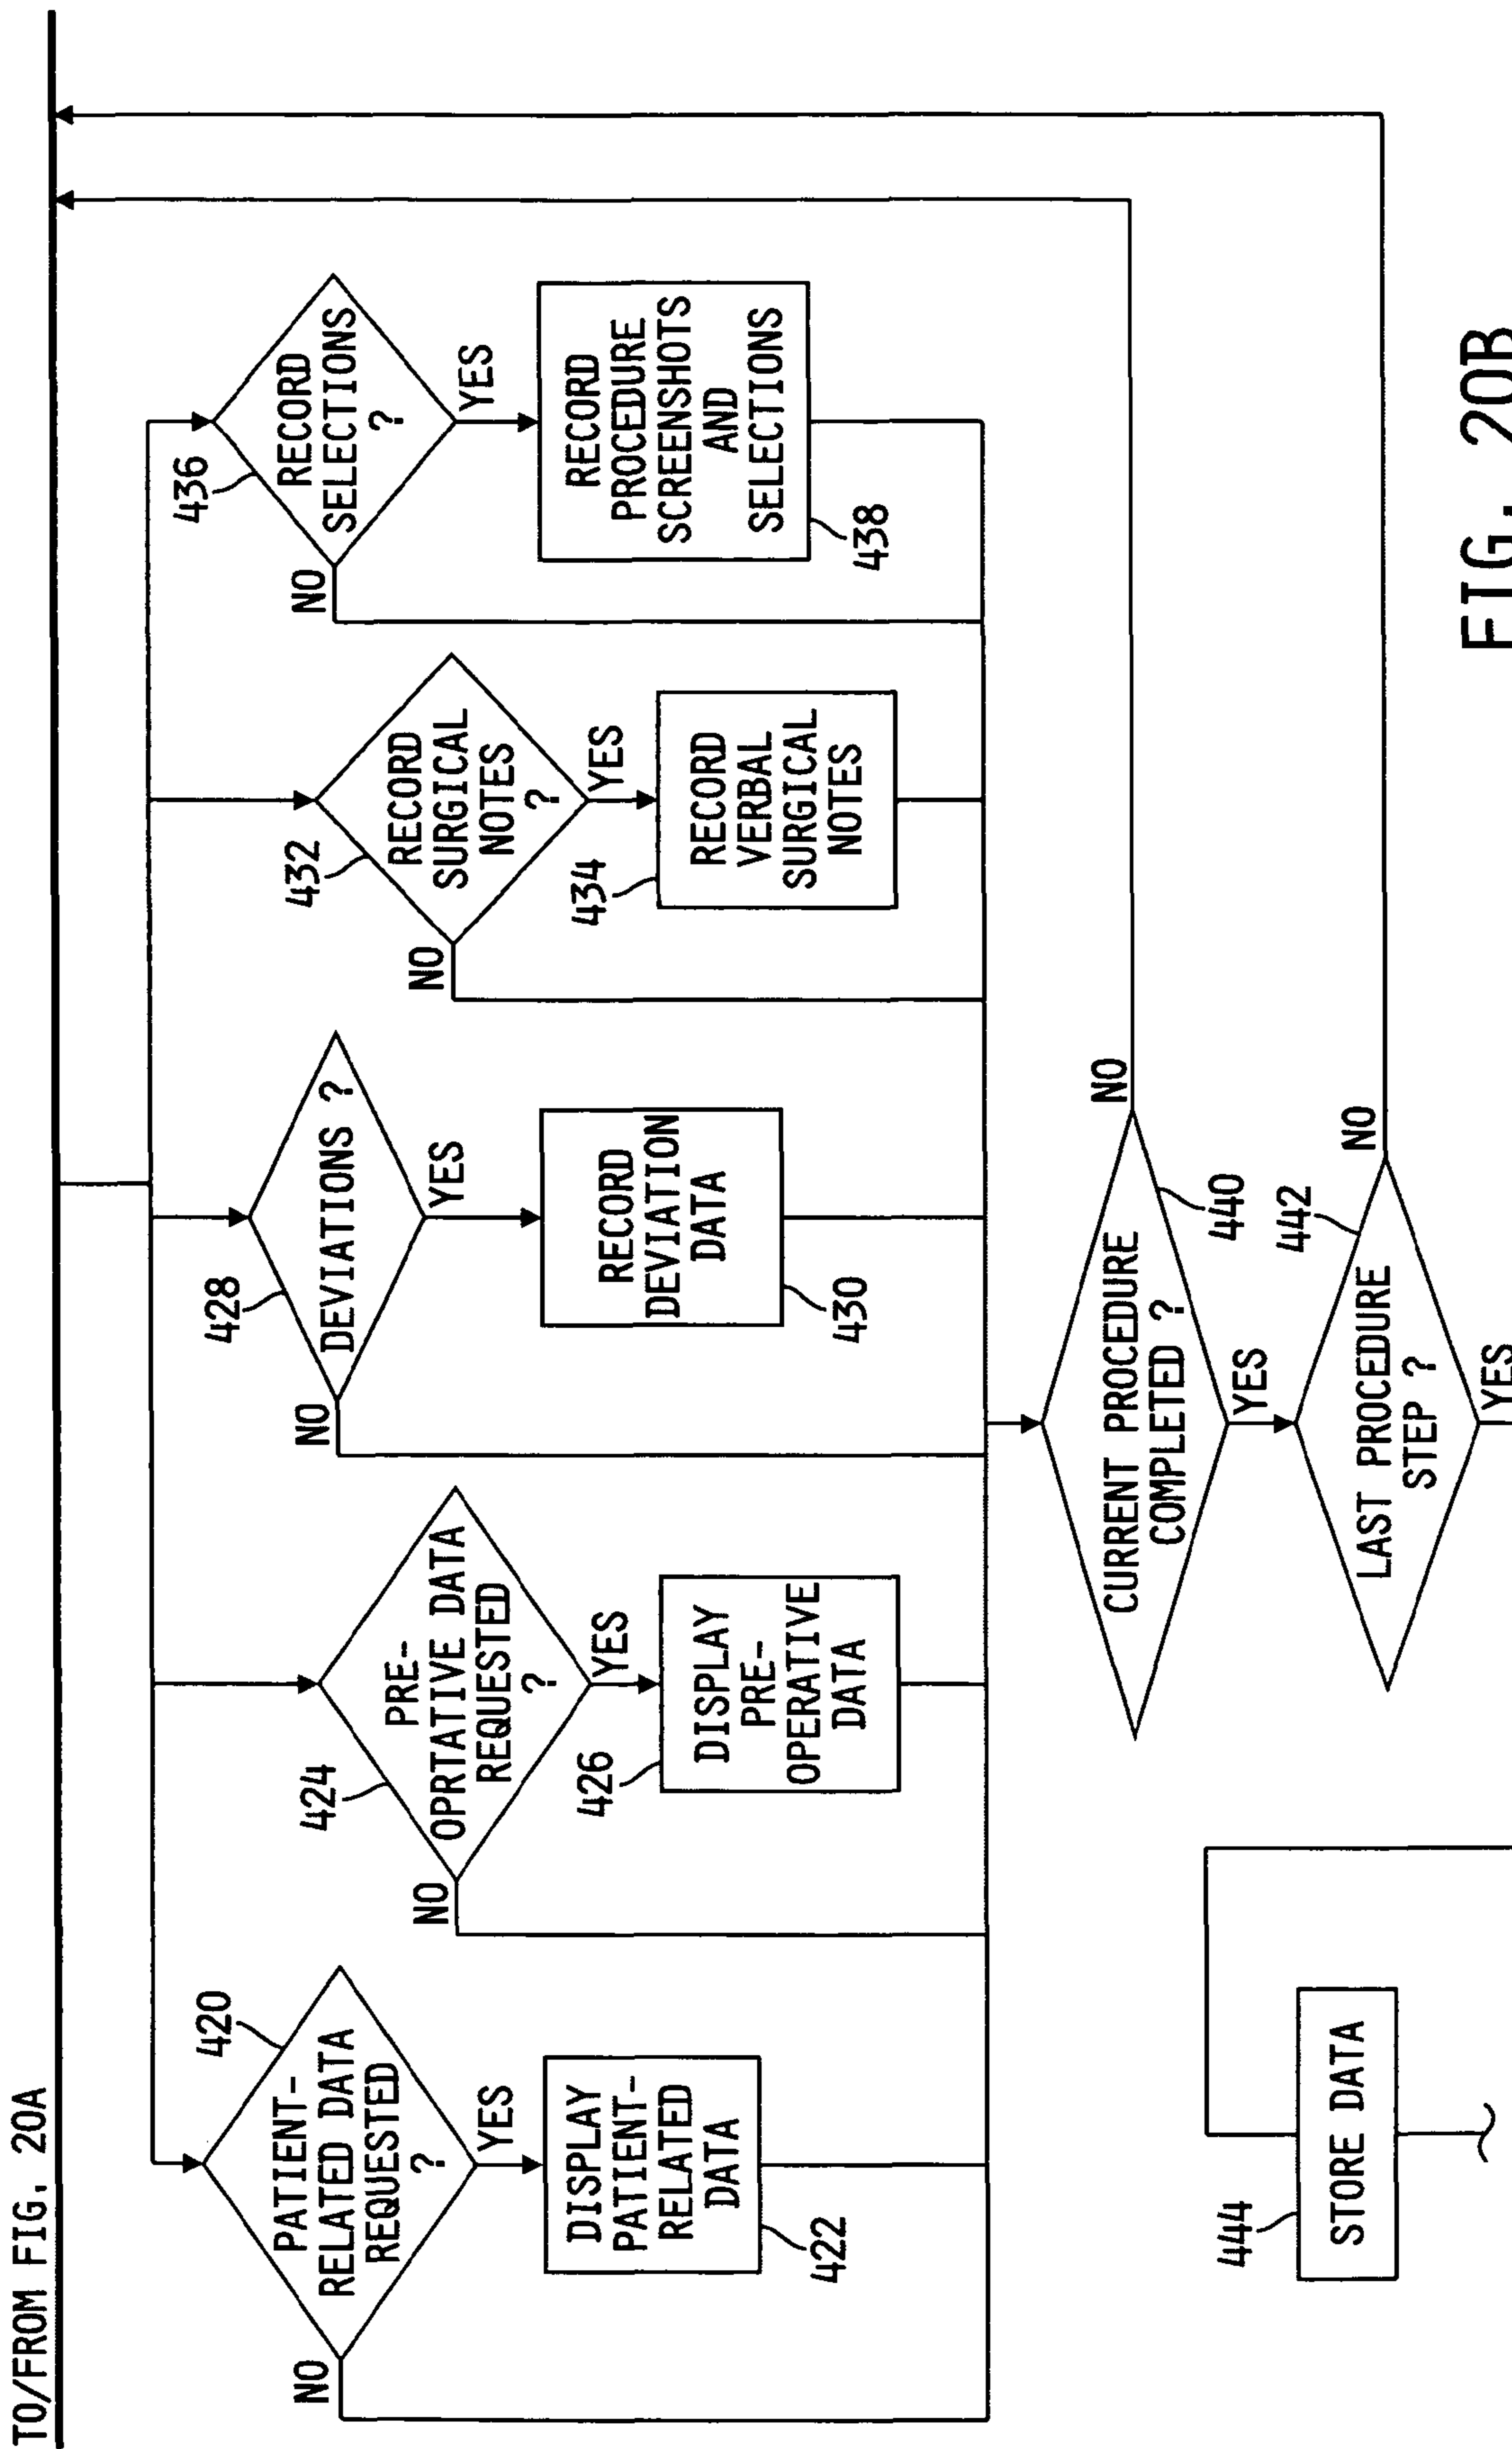 TO/FROM FIG. 20A
420
PATIENT-
RELATED DATA
REQUESTED
?
NO
YES
DISPLAY
PATIENT-
RELATED
DATA
422
424
PRE-
OPRTATIVE DATA
REQUESTED
?
NO
YES
426
DISPLAY
PRE-
OPERATIVE
DATA
428
DEVIATIONS ?
NO
YES
RECORD
DEVIATION
DATA
430
432
RECORD
SURGICAL
NOTES
?
NO
YES
434
RECORD
VERBAL
SURGICAL
NOTES
436
RECORD
SELECTIONS
?
NO
YES
RECORD
PROCEDURE
SCREENSHOTS
AND
SELECTIONS
438
CURRENT PROCEDURE
COMPLETED ?
NO
440
YES
442
LAST PROCEDURE
STEP ?
NO
YES
444
STORE DATA
FIG. 20B